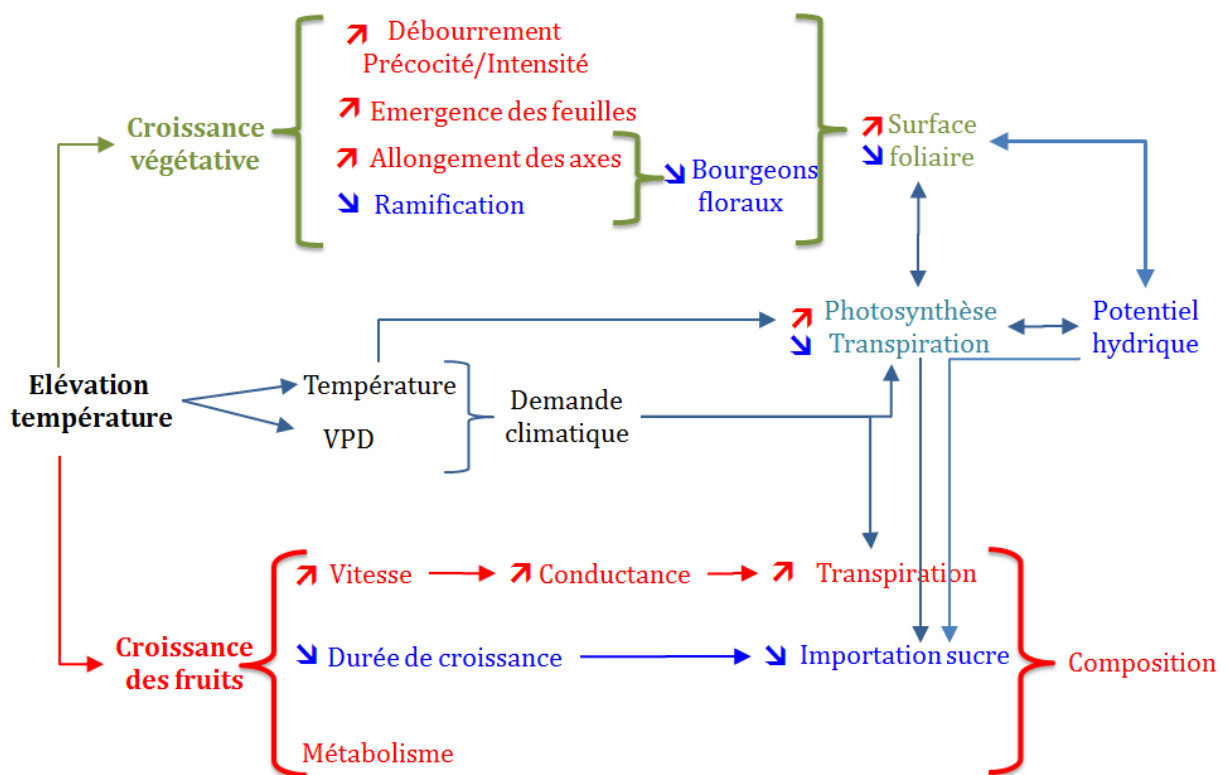 Débourrement
Précocité/Intensité
Emergence des feuilles
Croissance
végétative
Allongement des axes
Ramification
Bourgeons
floraux
Surface
foliaire
Photosynthèse
Transpiration
Potentiel
hydrique
Elévation
température
Température
VPD
Demande
climatique
Vitesse
Conductance
Transpiration
Croissance
des fruits
Durée de croissance
Importation sucre
Composition
Métabolisme